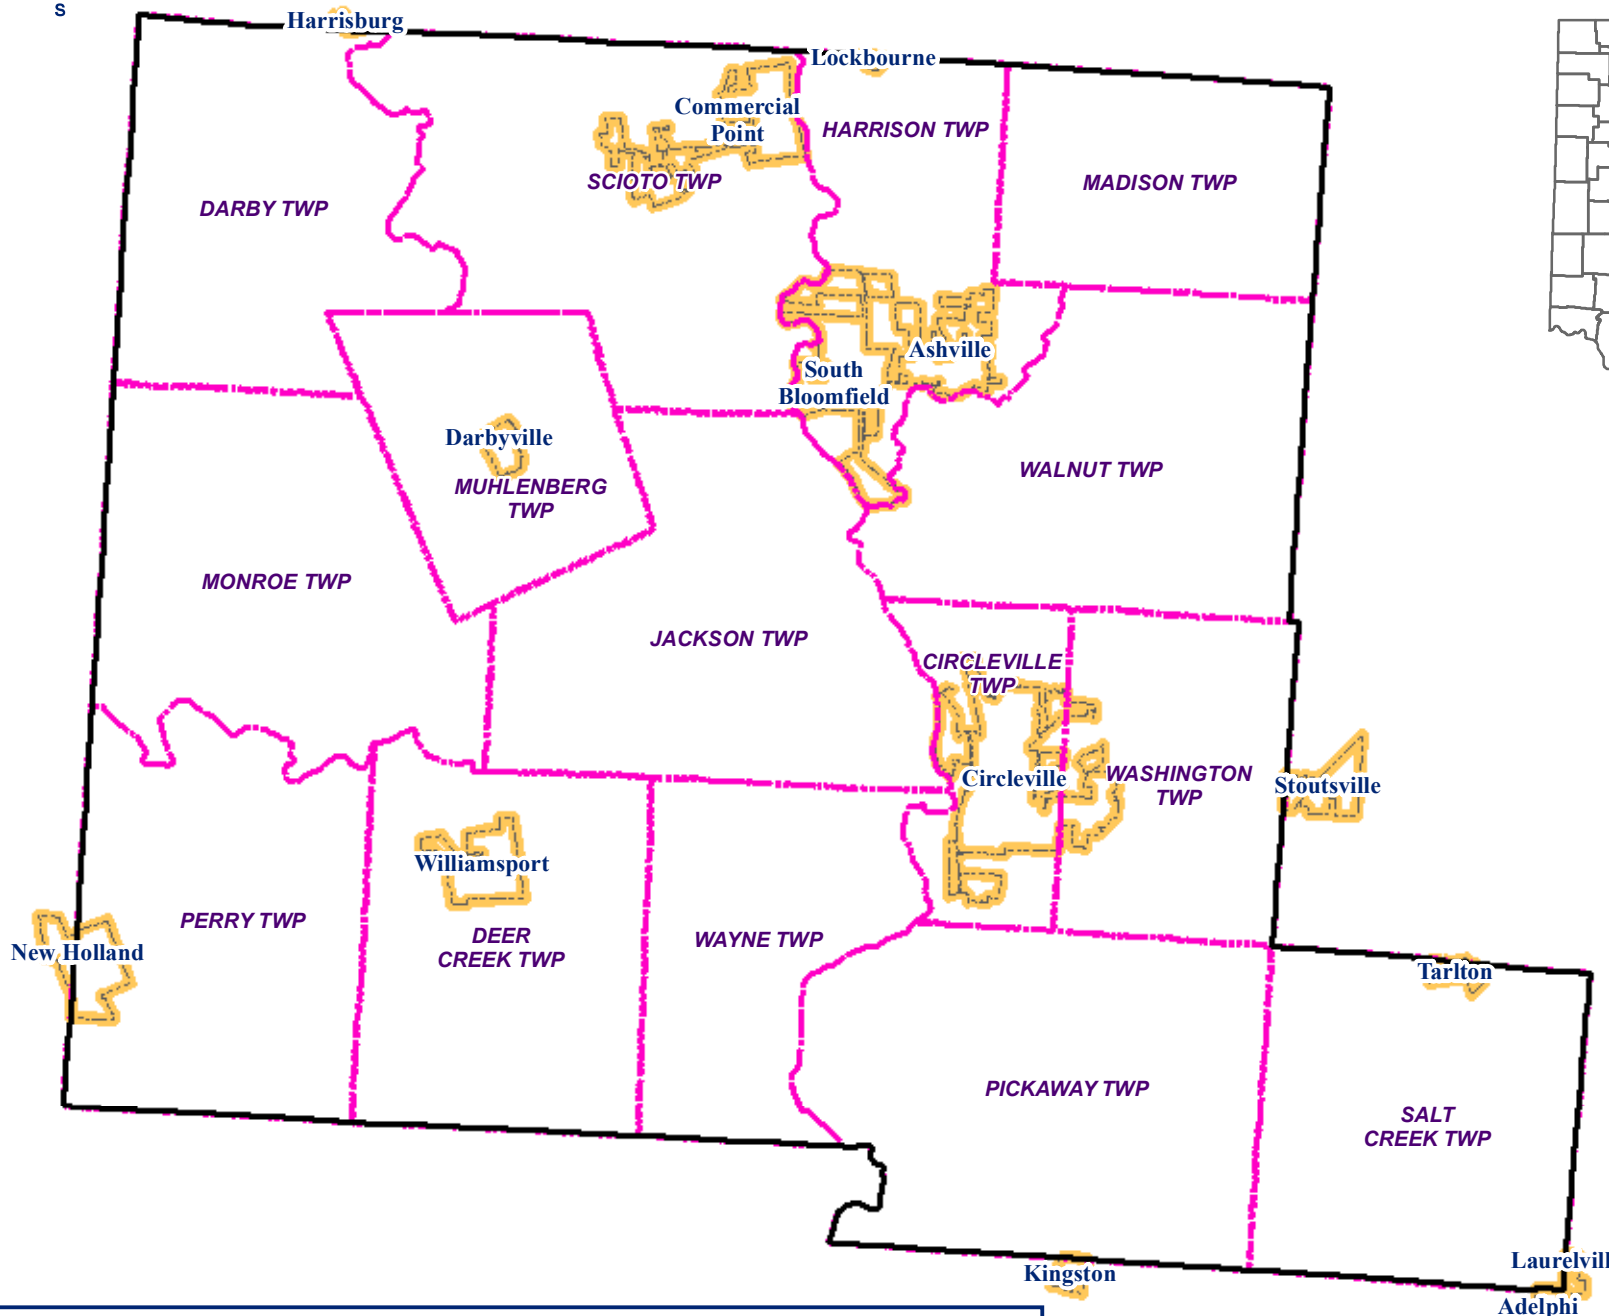 S
Harrisburg
Lockbourne
Commercial
Point
HARRISON TWP
SCIOTO TWP
MADISON TWP
DARBY TWP
Ashville
South
Bloomfield
Darbyville
MUHLENBERG
TWP
WALNUT TWP
MONROE TWP
JACKSON TWP
CIRCLEVILLE
TWP
Circleville
WASHINGTON
TWP
Stoutsville
Williamsport
PERRY TWP
New Holland
DEER
CREEK TWP
WAYNE TWP
Tarlton
PICKAWAY TWP
SALT
CREEK TWP
Kingston
Laurelvill
Adelphi